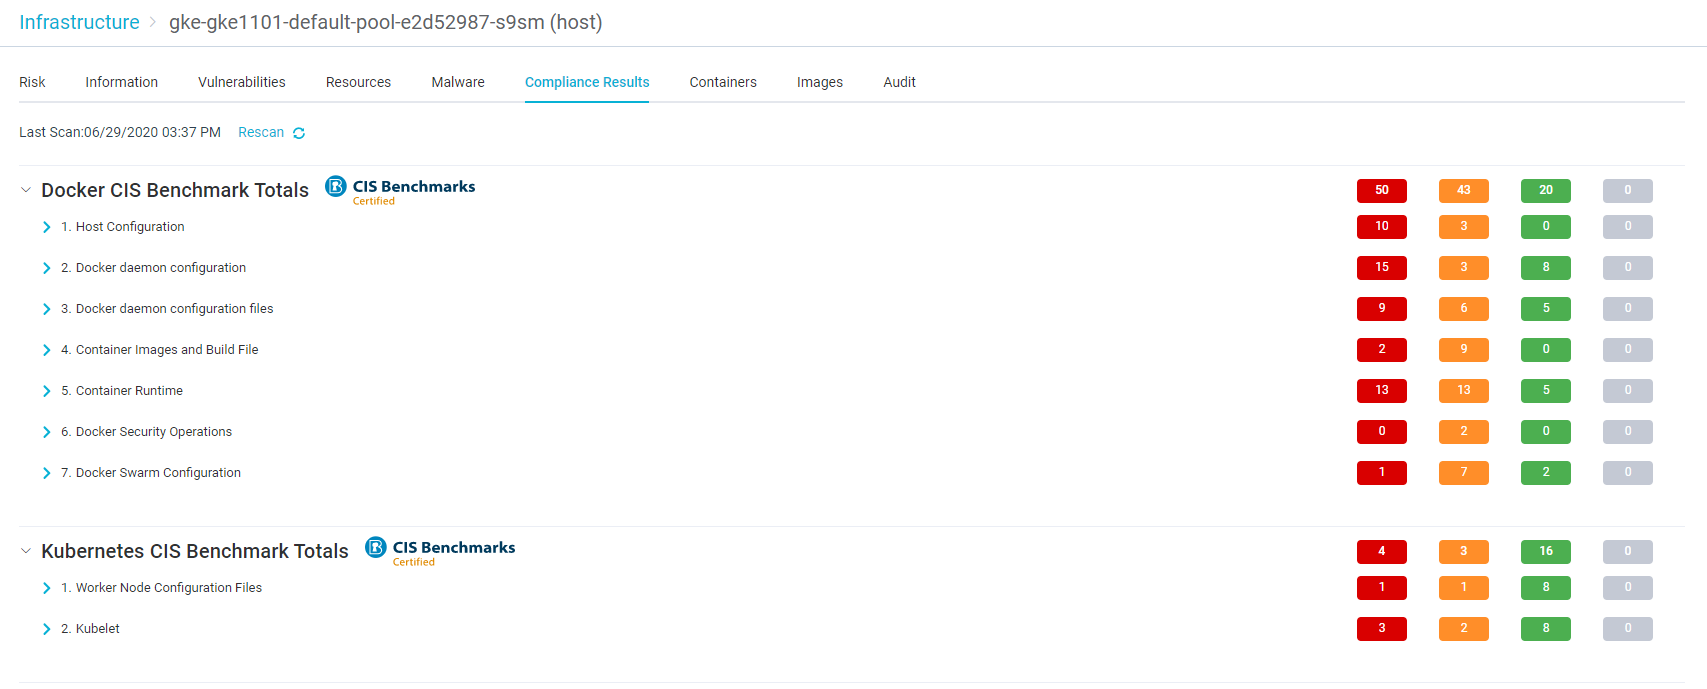 Infrastructure > gke-gke1101-default-pool-e2d52987-s9sm (host)
Risk Information Vulnerabilities Resources Malware Compliance Results Containers Images Audit
Last Scan:06/29/2020 03:37 PM Rescan
Docker CIS Benchmark Totals CIS Benchmarks 50 43 20 0
Certified
1. Host Configuration 10 3 0 0
2. Docker daemon configuration 15 3 8 0
3. Docker daemon configuration files 9 6 5 0
4. Container Images and Build File 2 9 0 0
5. Container Runtime 13 13 5 0
6. Docker Security Operations 0 2 0 0
7. Docker Swarm Configuration 1 7 2 0
Kubernetes CIS Benchmark Totals CIS Benchmarks 4 3 16 0
Certified
1. Worker Node Configuration Files 1 1 8 0
2. Kubelet 3 2 8 0